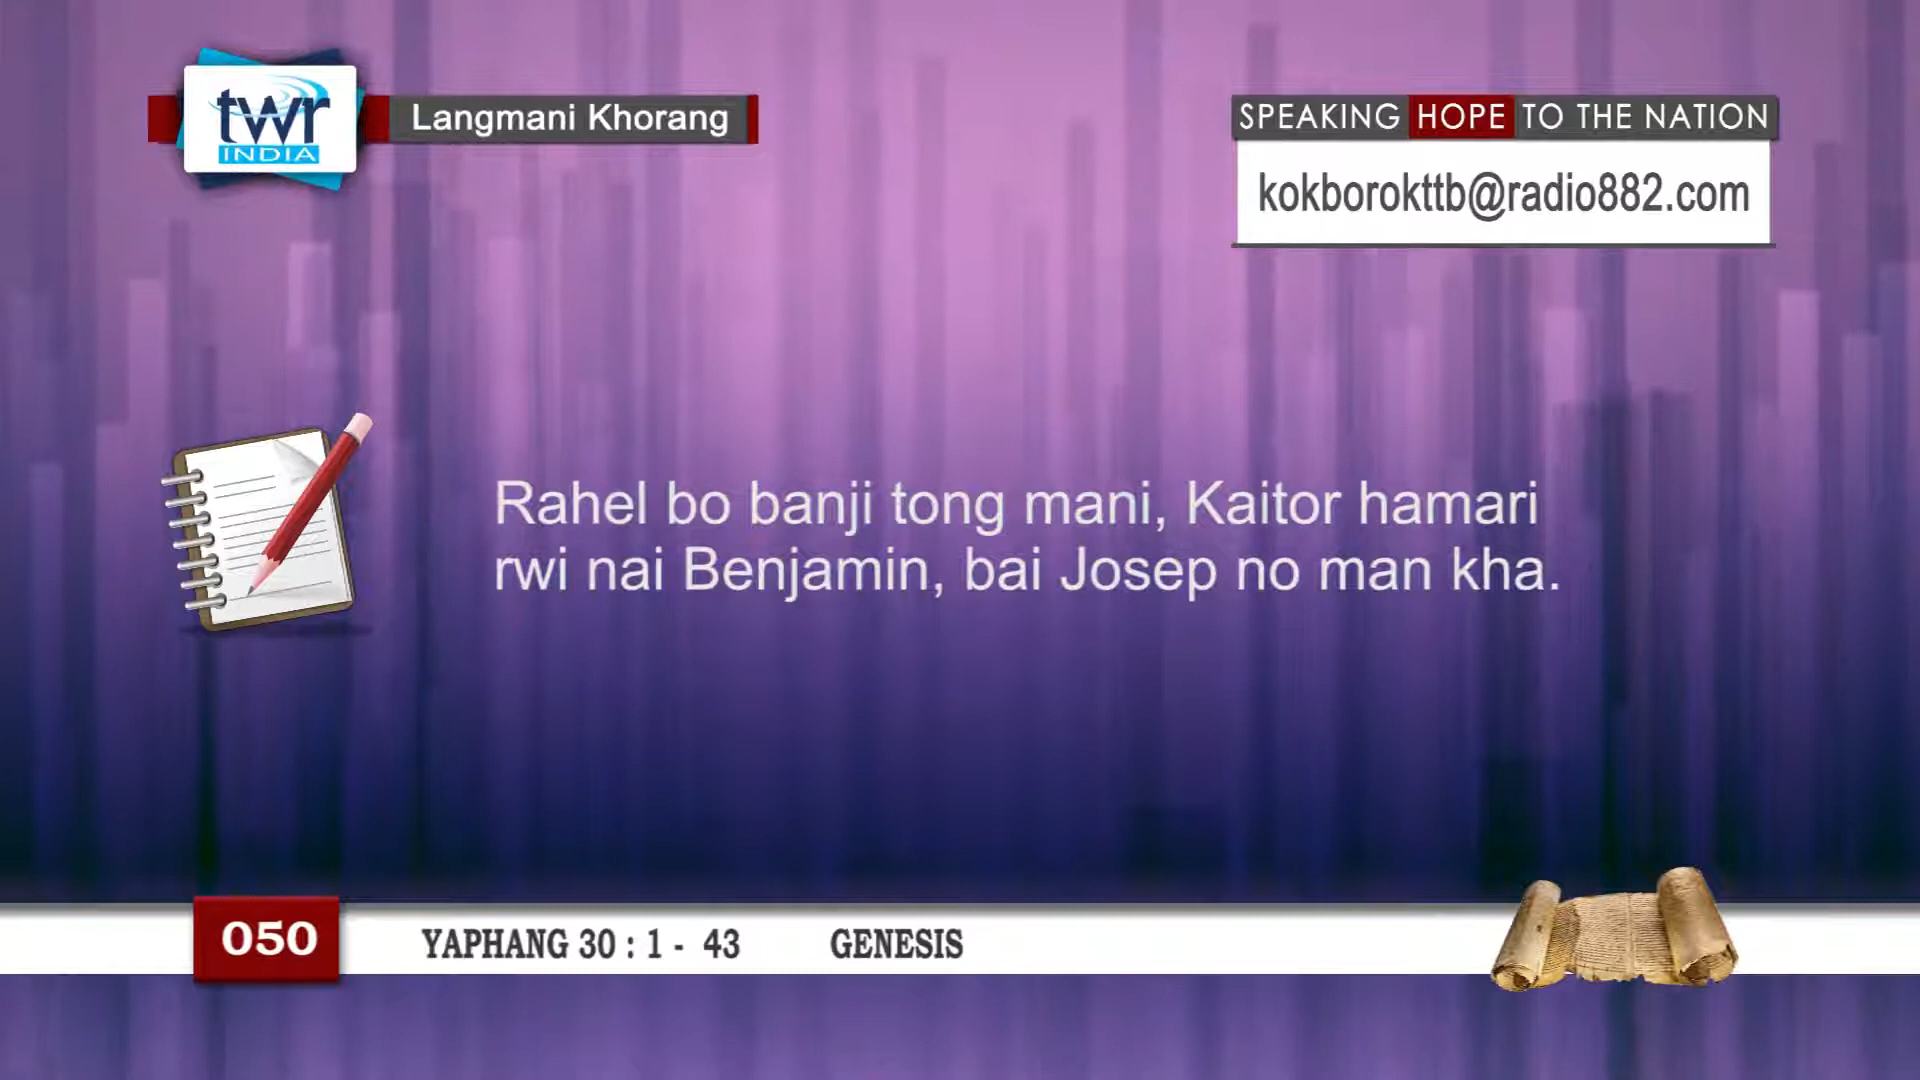 twr
INDIA
Langmani Khorang
SPEAKING HOPE TO THE NATION
kokborokttb@radio882.com
Rahel bo banji tong mani, Kaitor hamari
rwi nai Benjamin, bai Josep no man kha.
050
YAPHANG 30 : 1 - 43 GENESIS